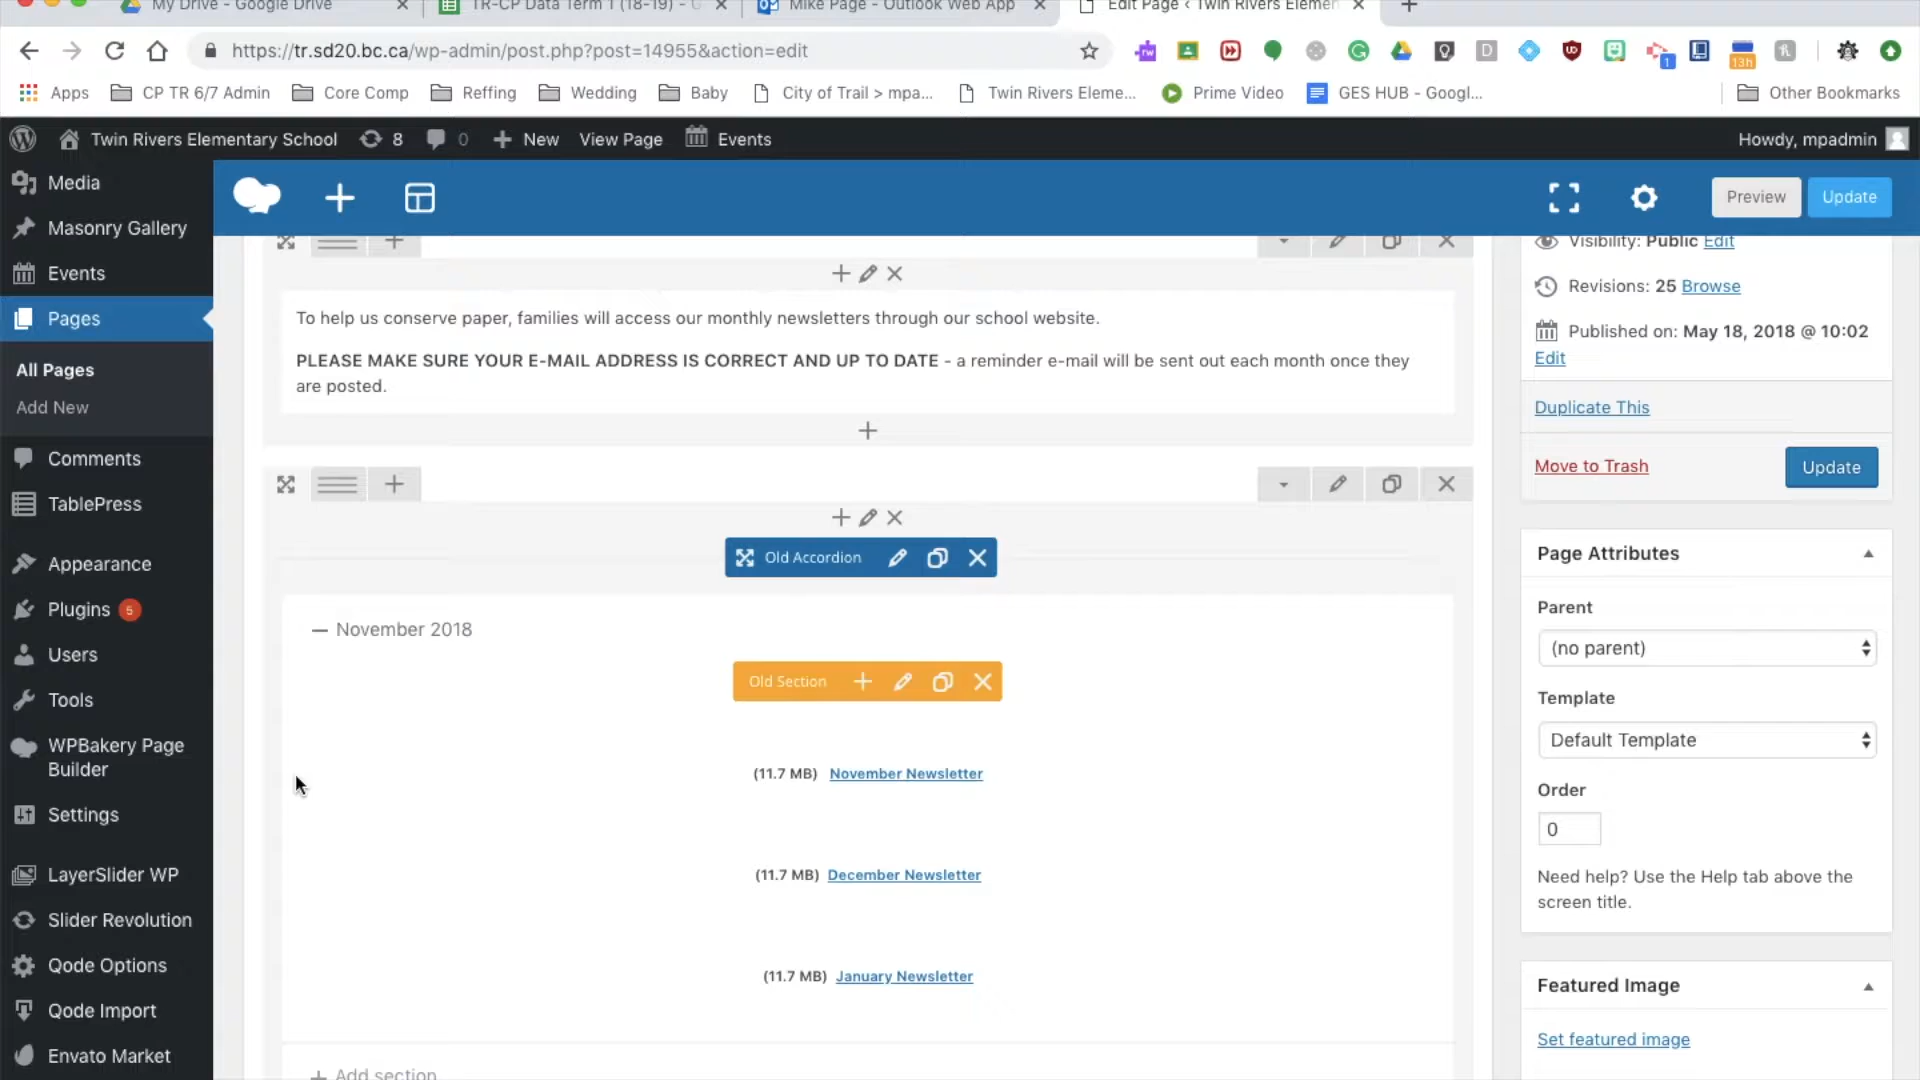 My Drive - Google Drive
TR-CP Data Term 1 (18-19) - G
Mike Page - Outlook Web App
Edit Page ‹ Twin Rivers Elemen
https://tr.sd20.bc.ca/wp-admin/post.php?post=14955&action=edit
1
13h
Apps
CP TR 6/7 Admin
Core Comp
Reffing
Wedding
Baby
City of Trail > mpa...
Twin Rivers Eleme...
Prime Video
GES HUB - Googl...
Other Bookmarks
Twin Rivers Elementary School
8
0
New
View Page
Events
Howdy, mpadmin
Media
Masonry Gallery
Events
Pages
All Pages
Add New
Comments
TablePress
Appearance
Plugins 5
Users
Tools
WPBakery Page
Builder
Settings
LayerSlider WP
Slider Revolution
Qode Options
Qode Import
Envato Market
Preview
Update
To help us conserve paper, families will access our monthly newsletters through our school website.
PLEASE MAKE SURE YOUR E-MAIL ADDRESS IS CORRECT AND UP TO DATE - a reminder e-mail will be sent out each month once they
are posted.
Old Accordion
November 2018
Old Section
(11.7 MB) November Newsletter
(11.7 MB) December Newsletter
(11.7 MB) January Newsletter
Add section
Visibility: Public Edit
Revisions: 25 Browse
Published on: May 18, 2018 @ 10:02
Edit
Duplicate This
Move to Trash
Update
Page Attributes
Parent
(no parent)
Template
Default Template
Order
0
Need help? Use the Help tab above the
screen title.
Featured Image
Set featured image